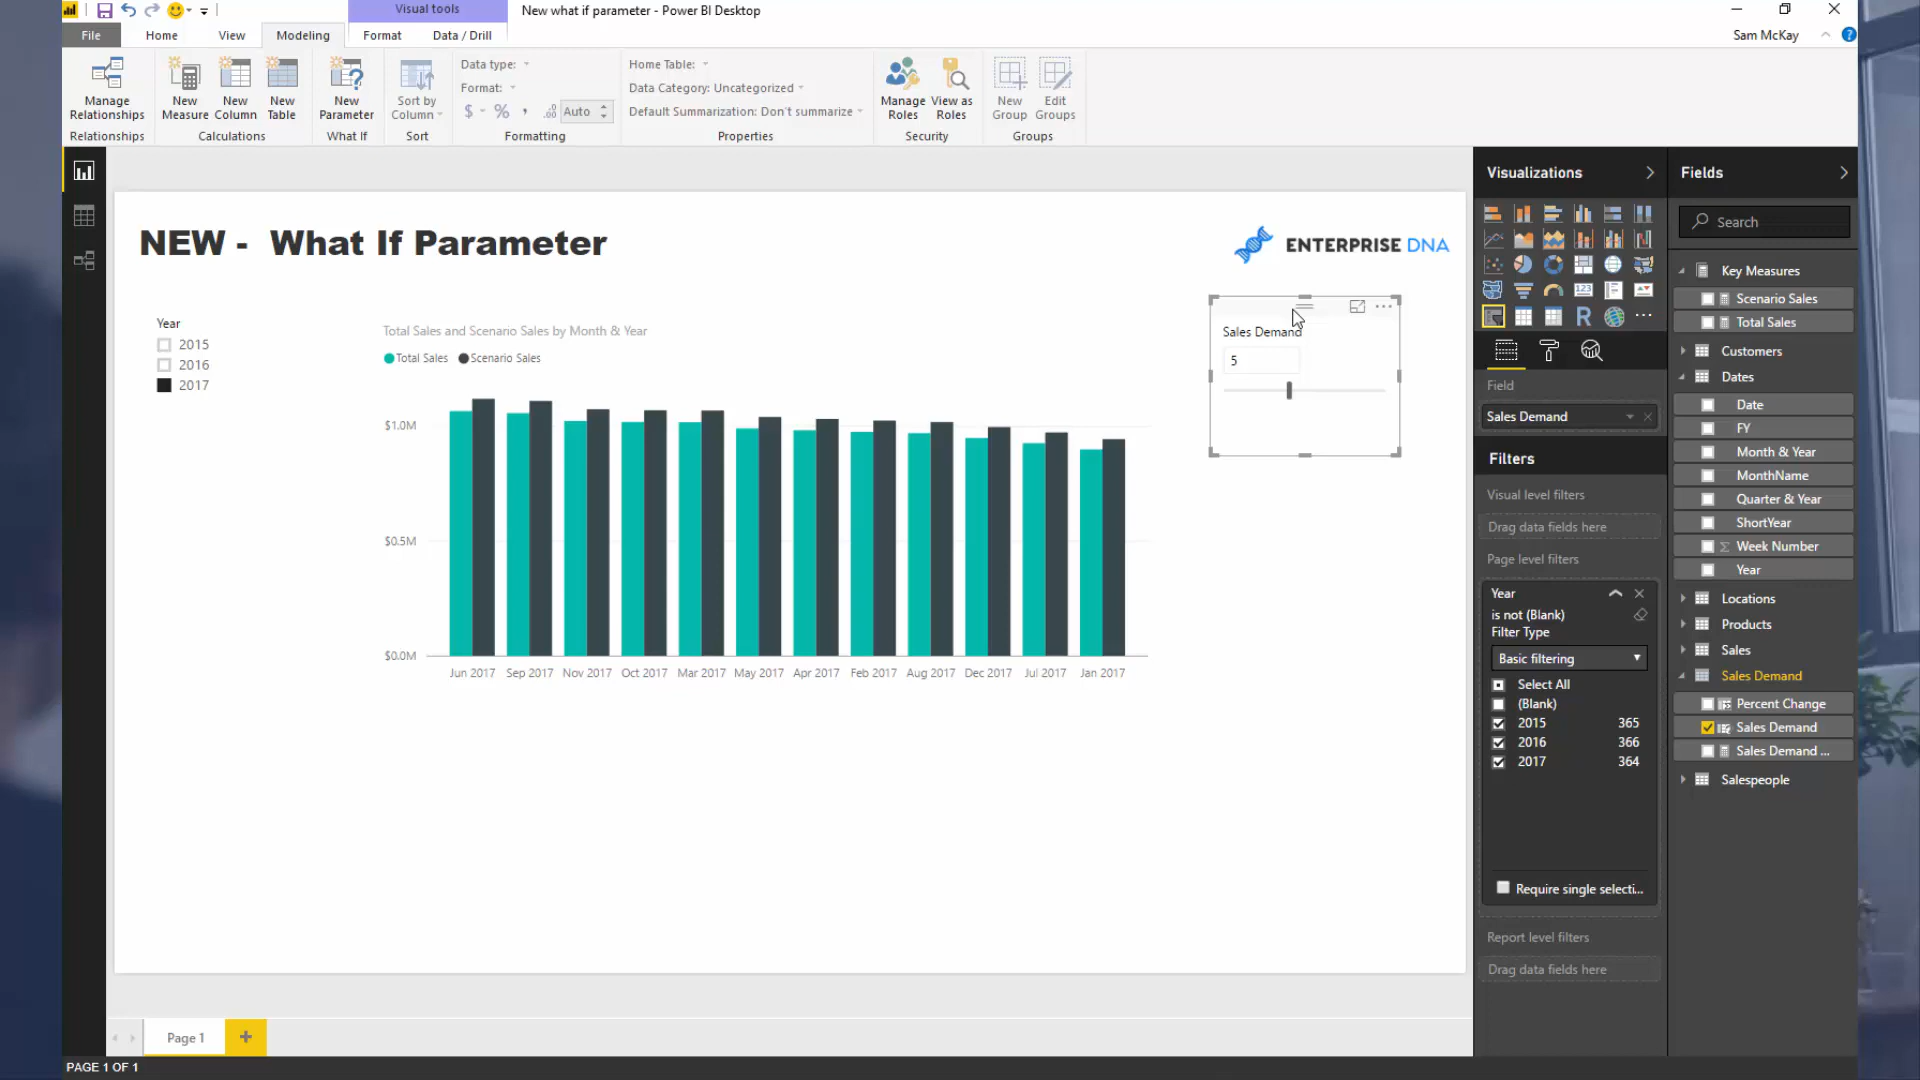 Visual tools
New what if parameter - Power BI Desktop
File
Home
View
Modeling
Format
Data / Drill
Sam McKay
Manage Relationships
New Measure
New Column
New Table
New Parameter
Sort by Column
Data type:
Format:
$
%
,
.00
Auto
Home Table:
Data Category: Uncategorized
Default Summarization: Don't summarize
Manage Roles
View as Roles
New Group
Edit Groups
Relationships
Calculations
What If
Sort
Formatting
Properties
Security
Groups
NEW - What If Parameter
ENTERPRISE DNA
Year
2015
2016
2017
Total Sales and Scenario Sales by Month & Year
Total Sales
Scenario Sales
$1.0M
$0.5M
$0.0M
Jun 2017
Sep 2017
Nov 2017
Oct 2017
Mar 2017
May 2017
Apr 2017
Feb 2017
Aug 2017
Dec 2017
Jul 2017
Jan 2017
Sales Demand
5
Visualizations
123
R
Field
Sales Demand
Filters
Visual level filters
Drag data fields here
Page level filters
Year
is not (Blank)
Filter Type
Basic filtering
Select All
(Blank)
2015 365
2016 366
2017 364
Require single selecti...
Report level filters
Drag data fields here
Fields
Search
Key Measures
Scenario Sales
Total Sales
Customers
Dates
Date
FY
Month & Year
MonthName
Quarter & Year
ShortYear
Σ Week Number
Year
Locations
Products
Sales
Sales Demand
Percent Change
Sales Demand
Sales Demand ...
Salespeople
Page 1
PAGE 1 OF 1